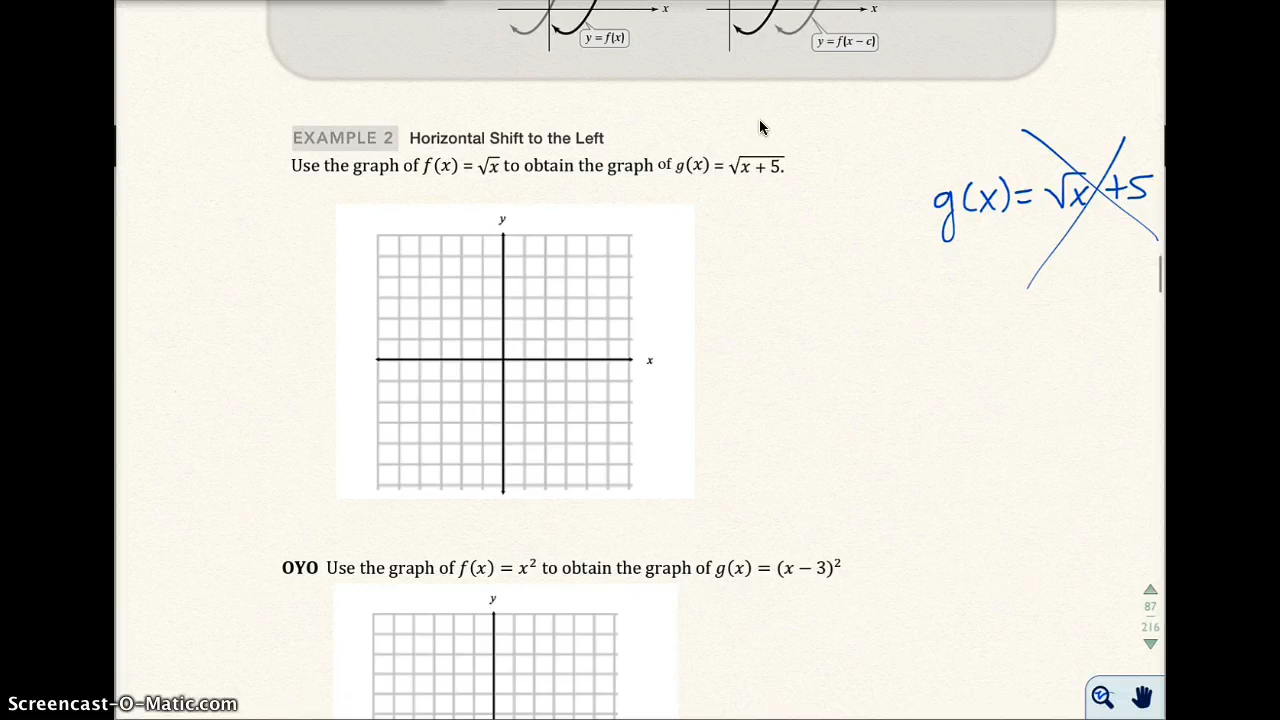 x x
y = f(x) y = f(x − c)
EXAMPLE 2 Horizontal Shift to the Left
Use the graph of f(x) = √x to obtain the graph of g(x) = √x + 5.
g(x) = √x +5
y
x
OYO Use the graph of f(x) = x² to obtain the graph of g(x) = (x − 3)²
y
87
216
Screencast-O-Matic.com